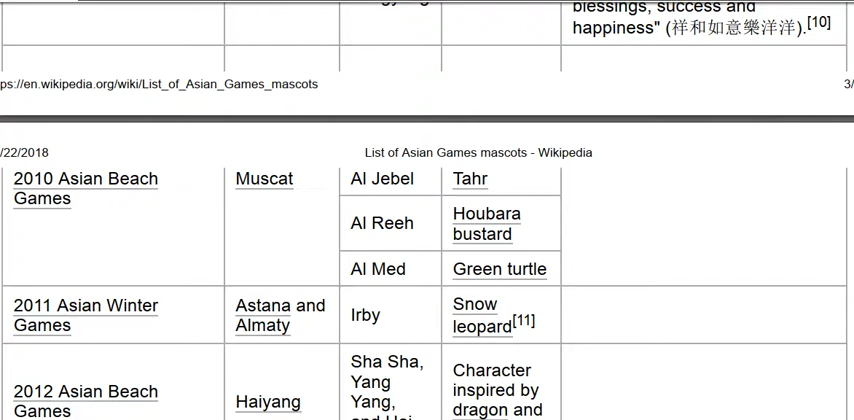 blessings, success and
happiness" (祥和如意樂洋洋).[10]
ps://en.wikipedia.org/wiki/List_of_Asian_Games_mascots
3/
/22/2018
List of Asian Games mascots - Wikipedia
2010 Asian Beach
Games
Muscat
Al Jebel
Tahr
Al Reeh
Houbara
bustard
Al Med
Green turtle
2011 Asian Winter
Games
Astana and
Almaty
Irby
Snow
leopard[11]
2012 Asian Beach
Games
Haiyang
Sha Sha,
Yang
Yang,
Character
inspired by
dragon and